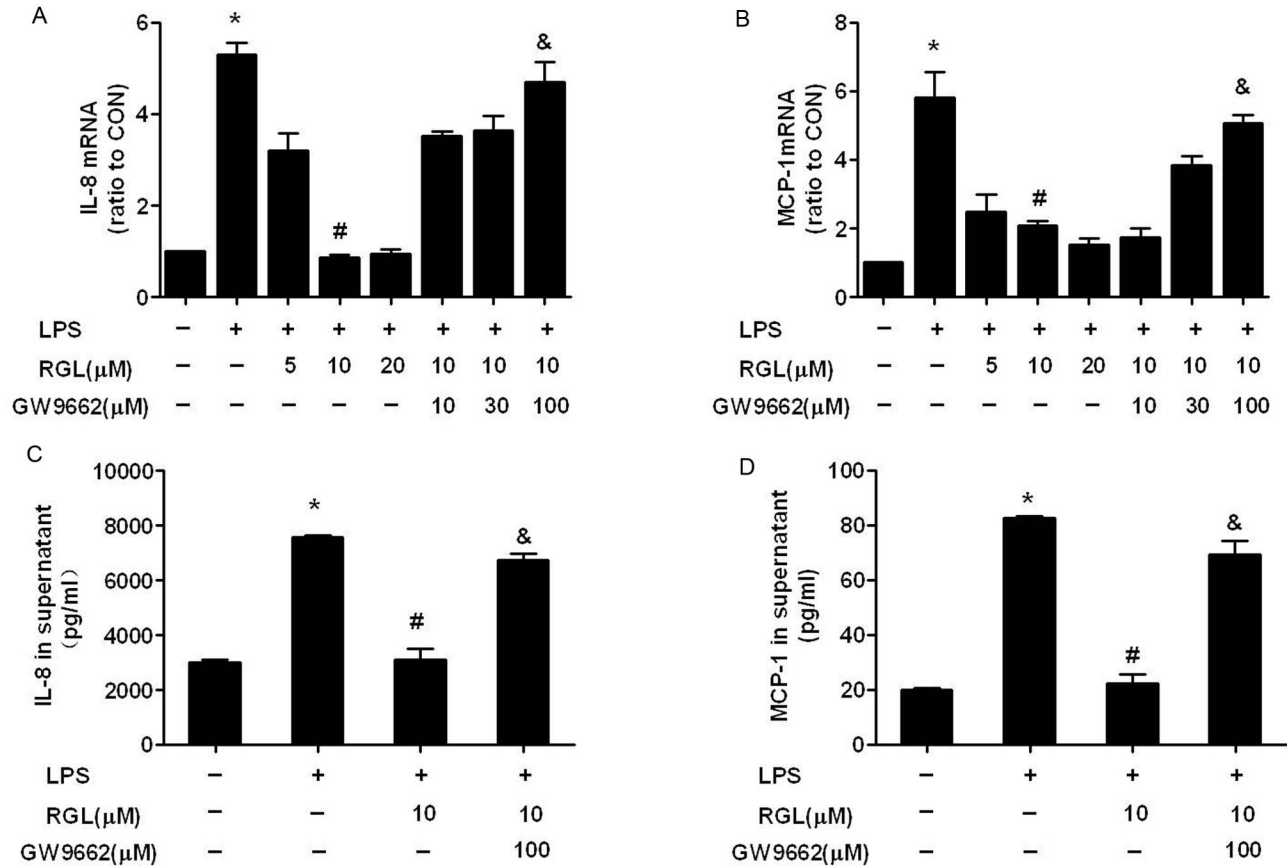 A
IL-8 mRNA
(ratio to CON)
6
4
2
0
*
#
&
LPS − + + + + + + +
RGL(μM) − − 5 10 20 10 10 10
GW9662(μM) − − − − − 10 30 100
B
MCP-1mRNA
(ratio to CON)
8
6
4
2
0
*
#
&
LPS − + + + + + + +
RGL(μM) − − 5 10 20 10 10 10
GW9662(μM) − − − − − 10 30 100
C
IL-8 in supernatant
(pg/ml)
10000
8000
6000
4000
2000
0
*
#
&
LPS − + + +
RGL(μM) − − 10 10
GW9662(μM) − − − 100
D
MCP-1 in supernatant
(pg/ml)
100
80
60
40
20
0
*
#
&
LPS − + + +
RGL(μM) − − 10 10
GW9662(μM) − − − 100